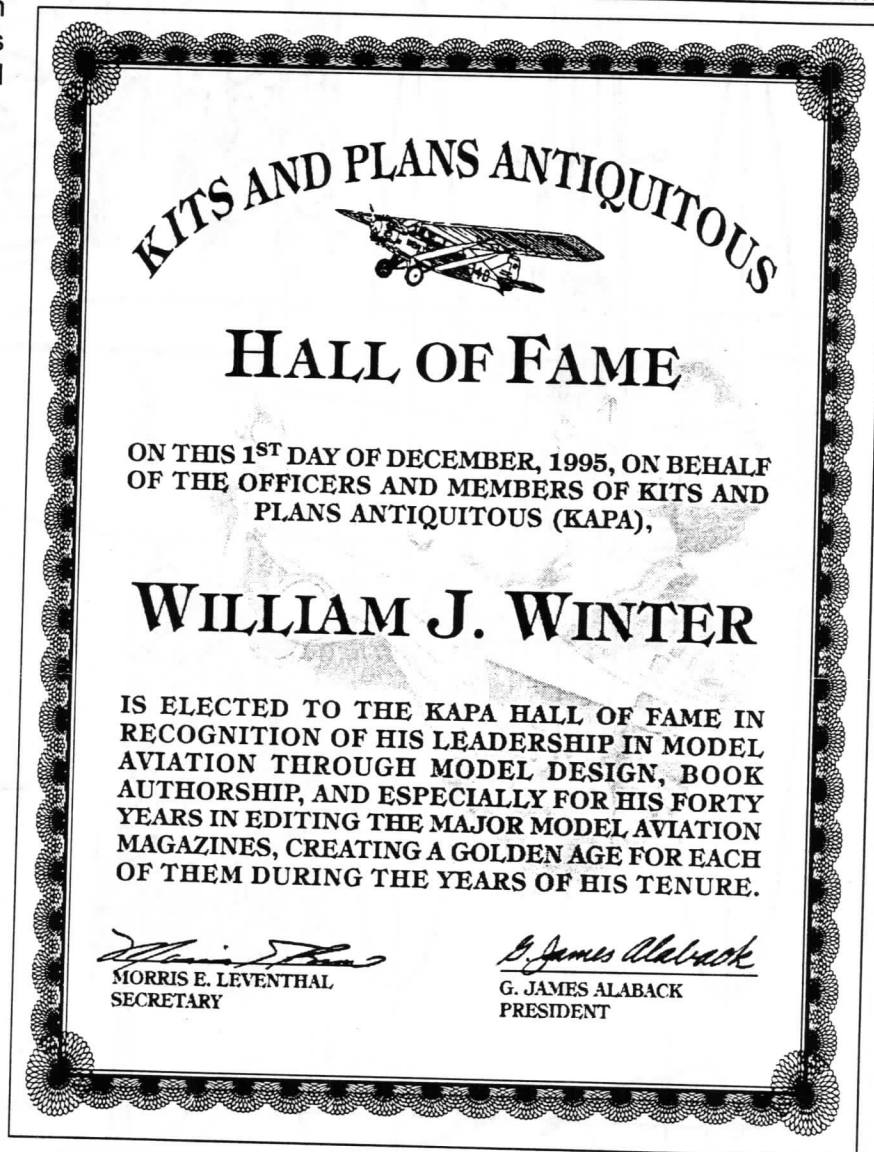 KITS AND PLANS ANTIQUITOUS
HALL OF FAME
ON THIS 1ST DAY OF DECEMBER, 1995, ON BEHALF
OF THE OFFICERS AND MEMBERS OF KITS AND
PLANS ANTIQUITOUS (KAPA),
WILLIAM J. WINTER
IS ELECTED TO THE KAPA HALL OF FAME IN
RECOGNITION OF HIS LEADERSHIP IN MODEL
AVIATION THROUGH MODEL DESIGN, BOOK
AUTHORSHIP, AND ESPECIALLY FOR HIS FORTY
YEARS IN EDITING THE MAJOR MODEL AVIATION
MAGAZINES, CREATING A GOLDEN AGE FOR EACH
OF THEM DURING THE YEARS OF HIS TENURE.
G. James Alaback
MORRIS E. LEVENTHAL
SECRETARY
G. JAMES ALABACK
PRESIDENT